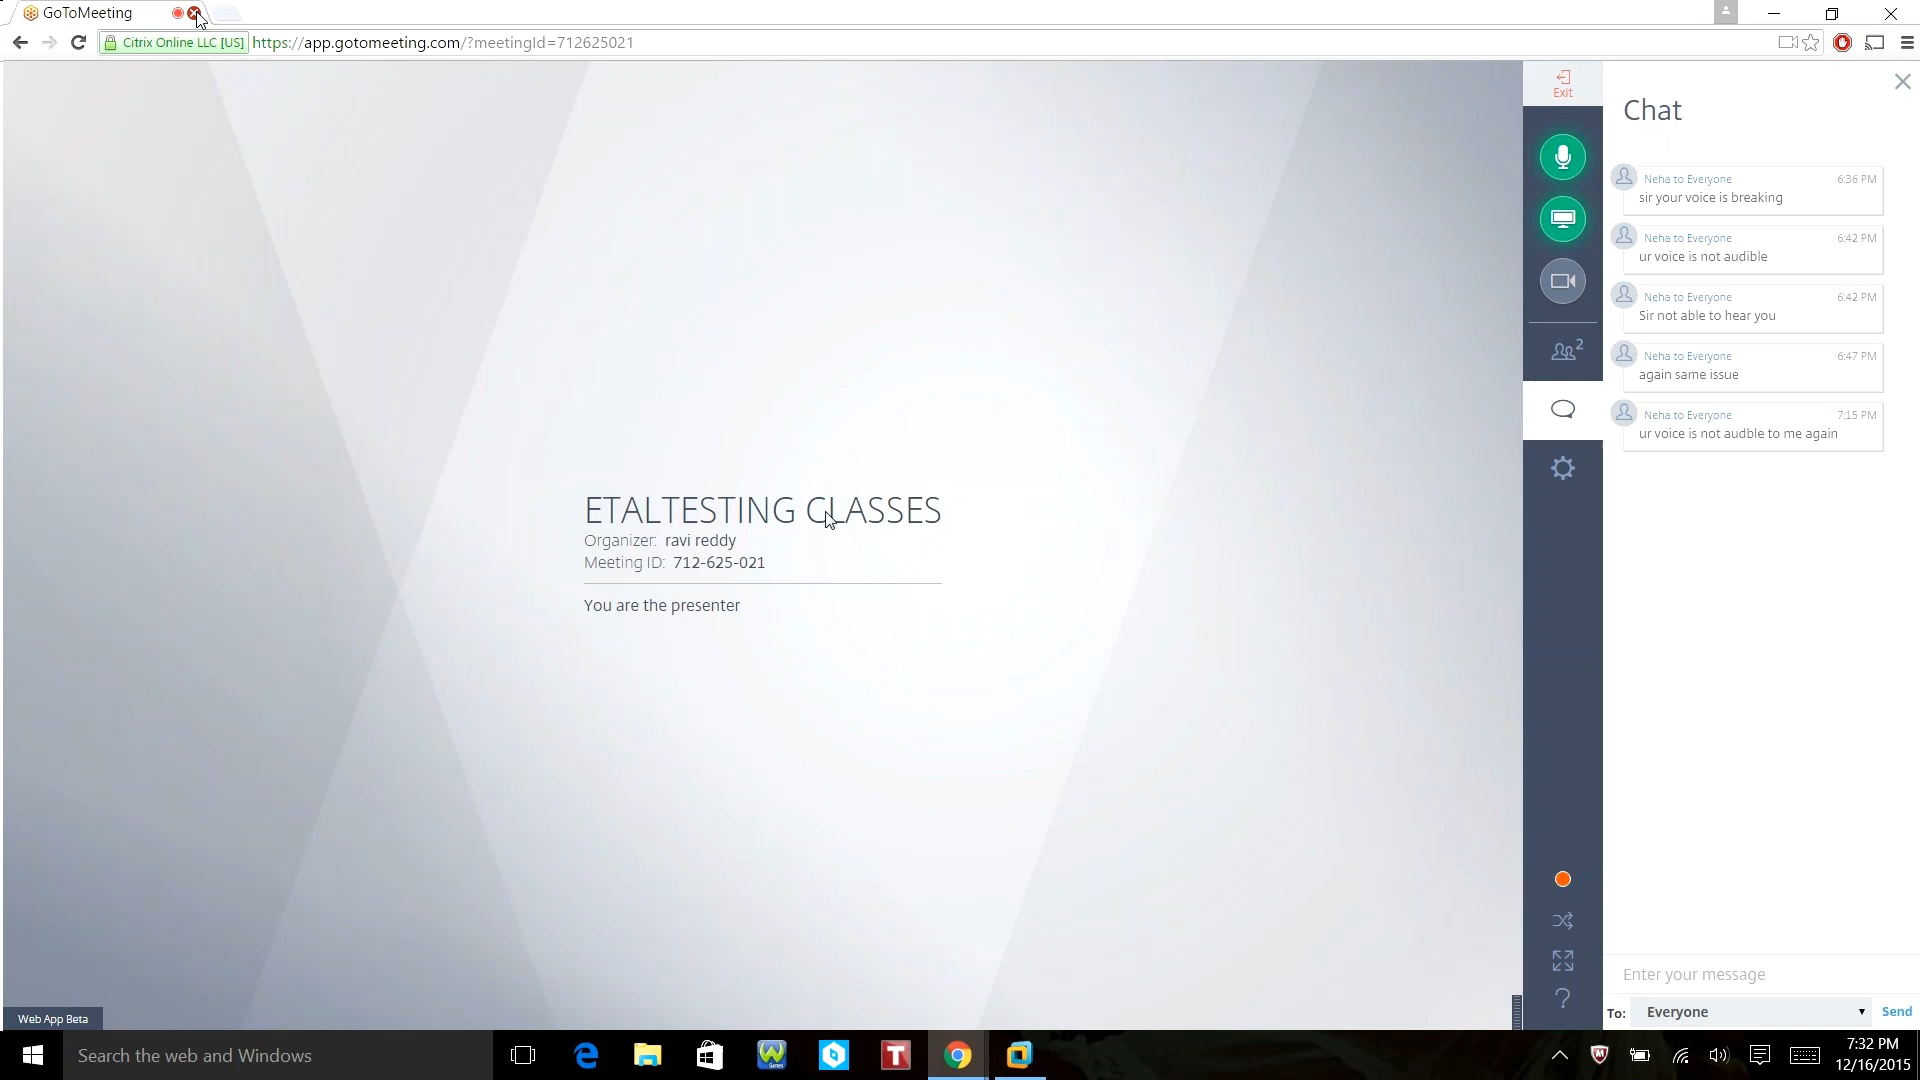 GoToMeeting
Citrix Online LLC [US]
https://app.gotomeeting.com/?meetingId=712625021
Exit
Chat
Neha to Everyone 6:36 PM
sir your voice is breaking
Neha to Everyone 6:42 PM
ur voice is not audible
Neha to Everyone 6:42 PM
Sir not able to hear you
2
Neha to Everyone 6:47 PM
again same issue
Neha to Everyone 7:15 PM
ur voice is not audble to me again
ETALTESTING CLASSES
Organizer: ravi reddy
Meeting ID: 712-625-021
You are the presenter
Enter your message
To: Everyone Send
Web App Beta
Search the web and Windows
7:32 PM
12/16/2015